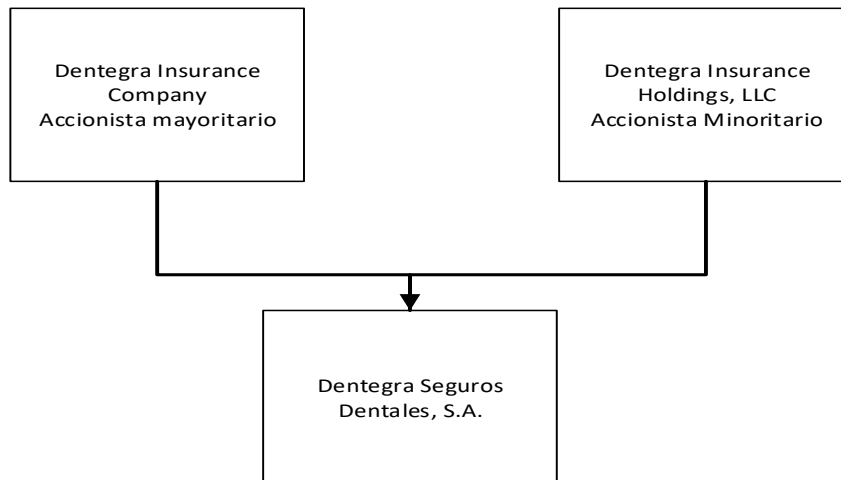 Dentegra Insurance
Company
Accionista mayoritario
Dentegra Insurance
Holdings, LLC
Accionista Minoritario
Dentegra Seguros
Dentales, S.A.